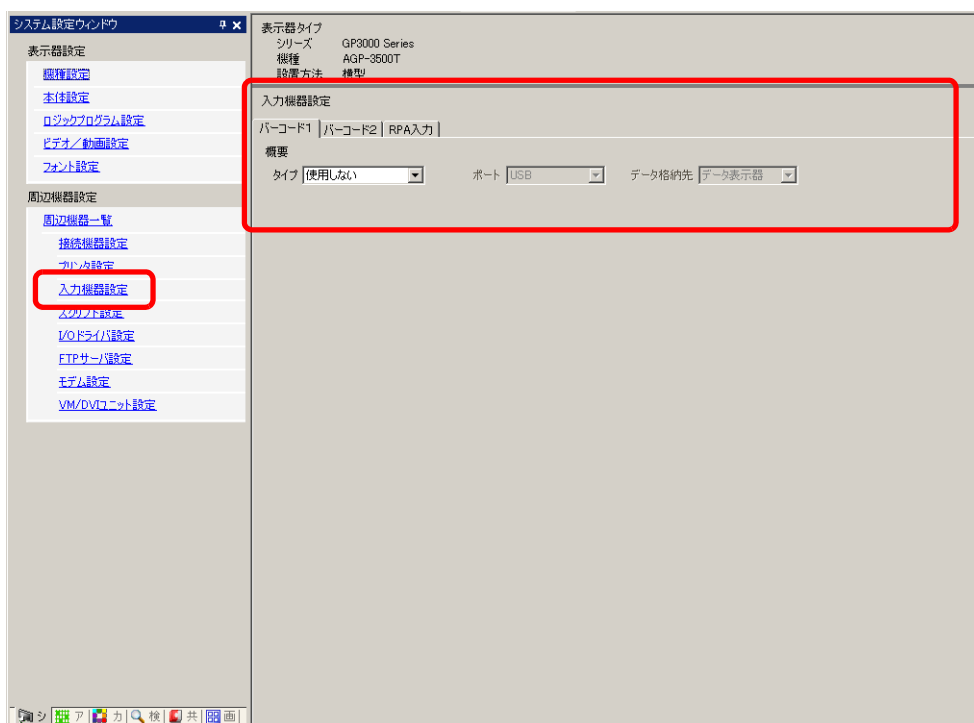 システム設定ウィンドウ
表示器設定
機種設定
本体設定
ロジックプログラム設定
ビデオ/動画設定
フォント設定
周辺機器設定
周辺機器一覧
接続機器設定
プリンタ設定
入力機器設定
スクリプト設定
I/Oドライバ設定
FTPサーバ設定
モデム設定
VM/DVIユニット設定
シ ア カ 検 共 画
表示器タイプ
シリーズ GP3000 Series
機種 AGP-3500T
設置方法 横型
入力機器設定
バーコード1 バーコード2 RPA入力
概要
タイプ 使用しない ポート USB データ格納先 データ表示器